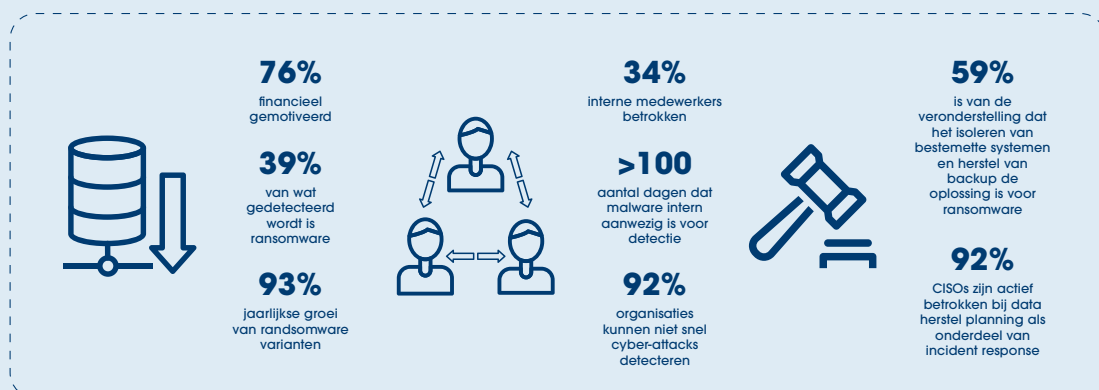 76%
financieel
gemotiveerd
39%
van wat
gedetecteerd
wordt is
ransomware
93%
jaarlijkse groei
van randsomware
varianten
34%
interne medewerkers
betrokken
>100
aantal dagen dat
malware intern
aanwezig is voor
detectie
92%
organisaties
kunnen niet snel
cyber-attacks
detecteren
59%
is van de
veronderstelling dat
het isoleren van
bestemette systemen
en herstel van
backup de
oplossing is voor
ransomware
92%
CISOs zijn actief
betrokken bij data
herstel planning als
onderdeel van
incident response